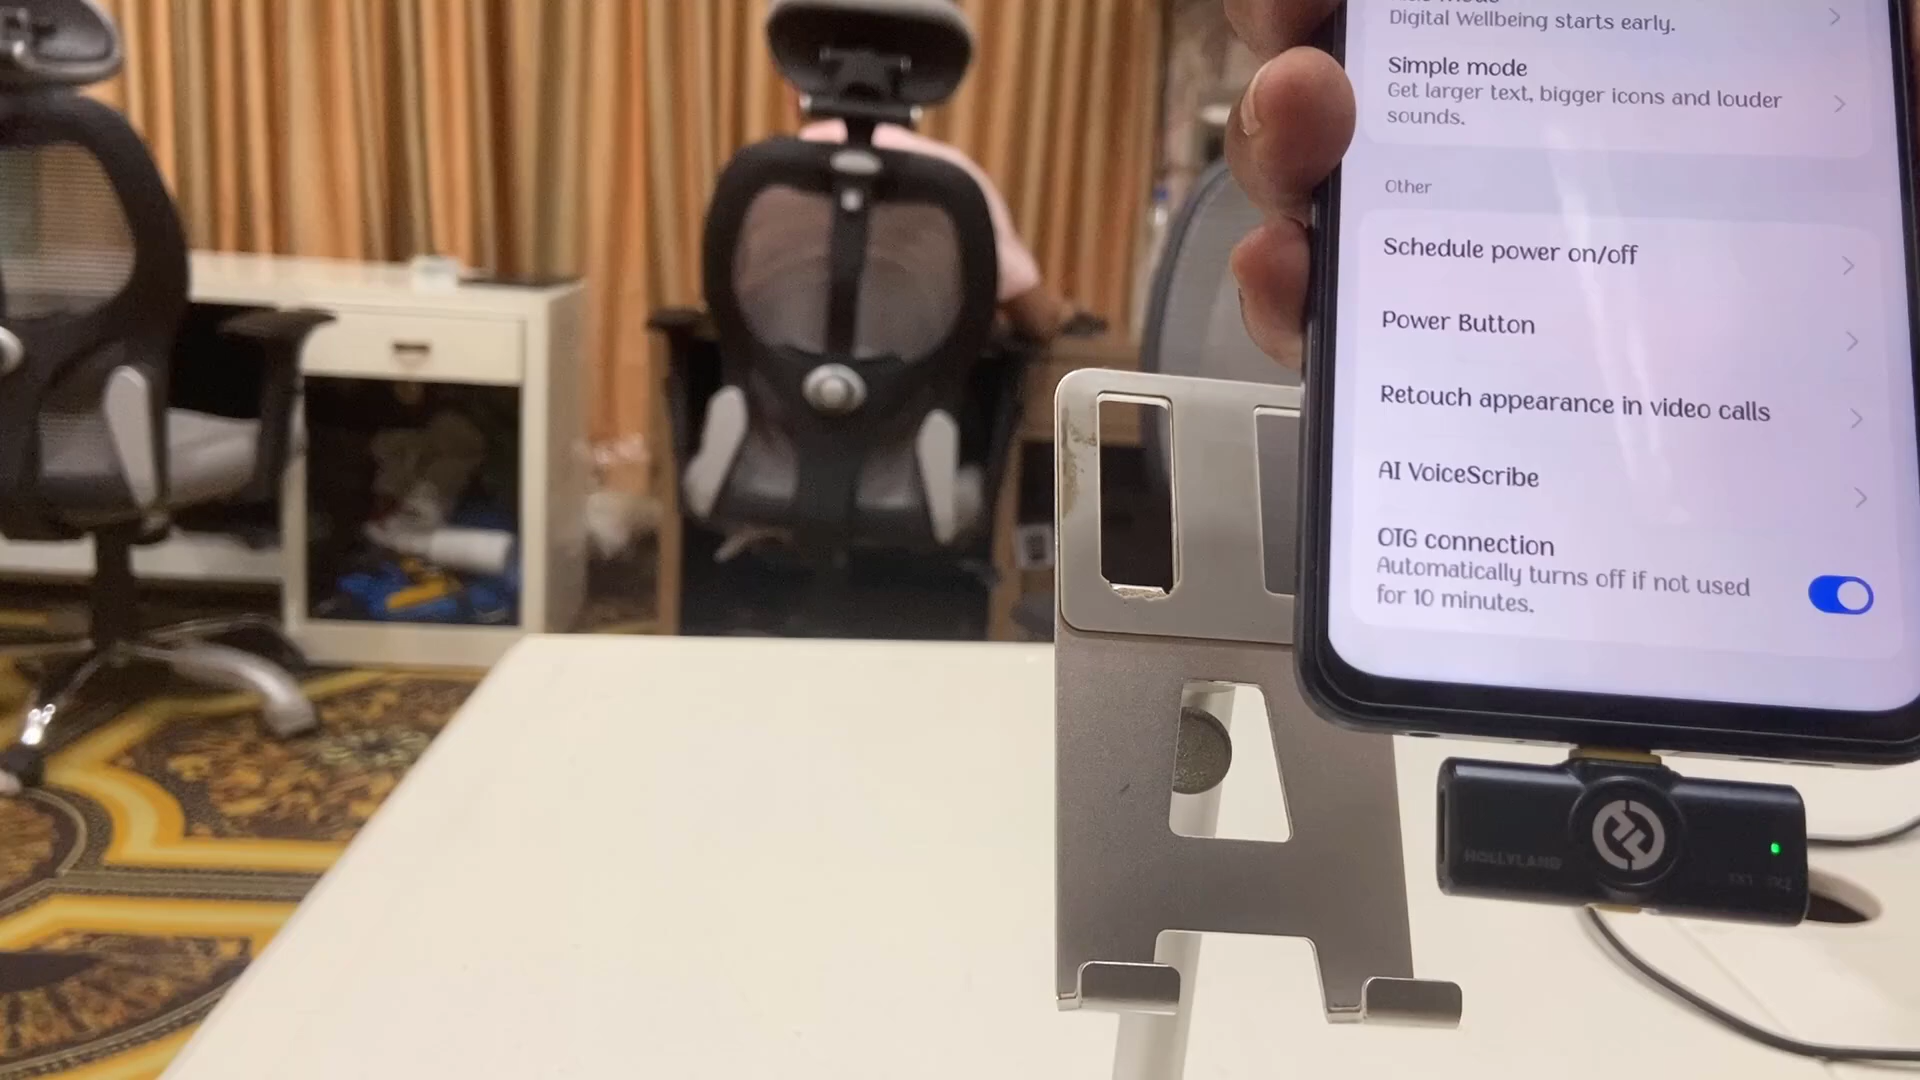 Digital Wellbeing starts early.
Simple mode
Get larger text, bigger icons and louder
sounds.
Other
Schedule power on/off
Power Button
Retouch appearance in video calls
AI VoiceScribe
OTG connection
Automatically turns off if not used
for 10 minutes.
HOLLYLAND
TX1 TX2